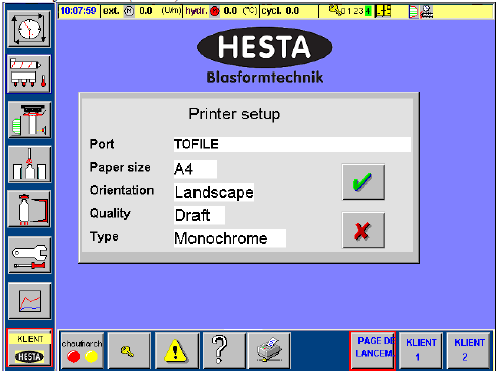 10:07:59 ext. 0.0 (U/m) hydr. 0.0 (°C) cycl. 0.0 0 1 2 3
HESTA
Blasformtechnik
Printer setup
Port TOFILE
Paper size A4
Orientation Landscape
Quality Draft
Type Monochrome
KLIENT
HESTA
PAGE DE
LANCEM
KLIENT
1
KLIENT
2